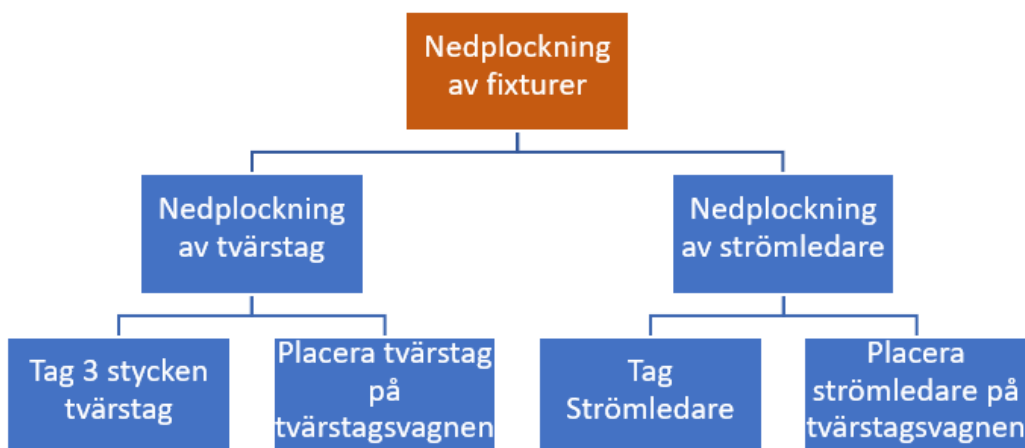 Nedplockning
av fixturer
Nedplockning
av tvärstag
Nedplockning
av strömledare
Tag 3 stycken
tvärstag
Placera tvärstag
på
tvärstagsvagnen
Tag
Strömledare
Placera
strömledare på
tvärstagsvagnen